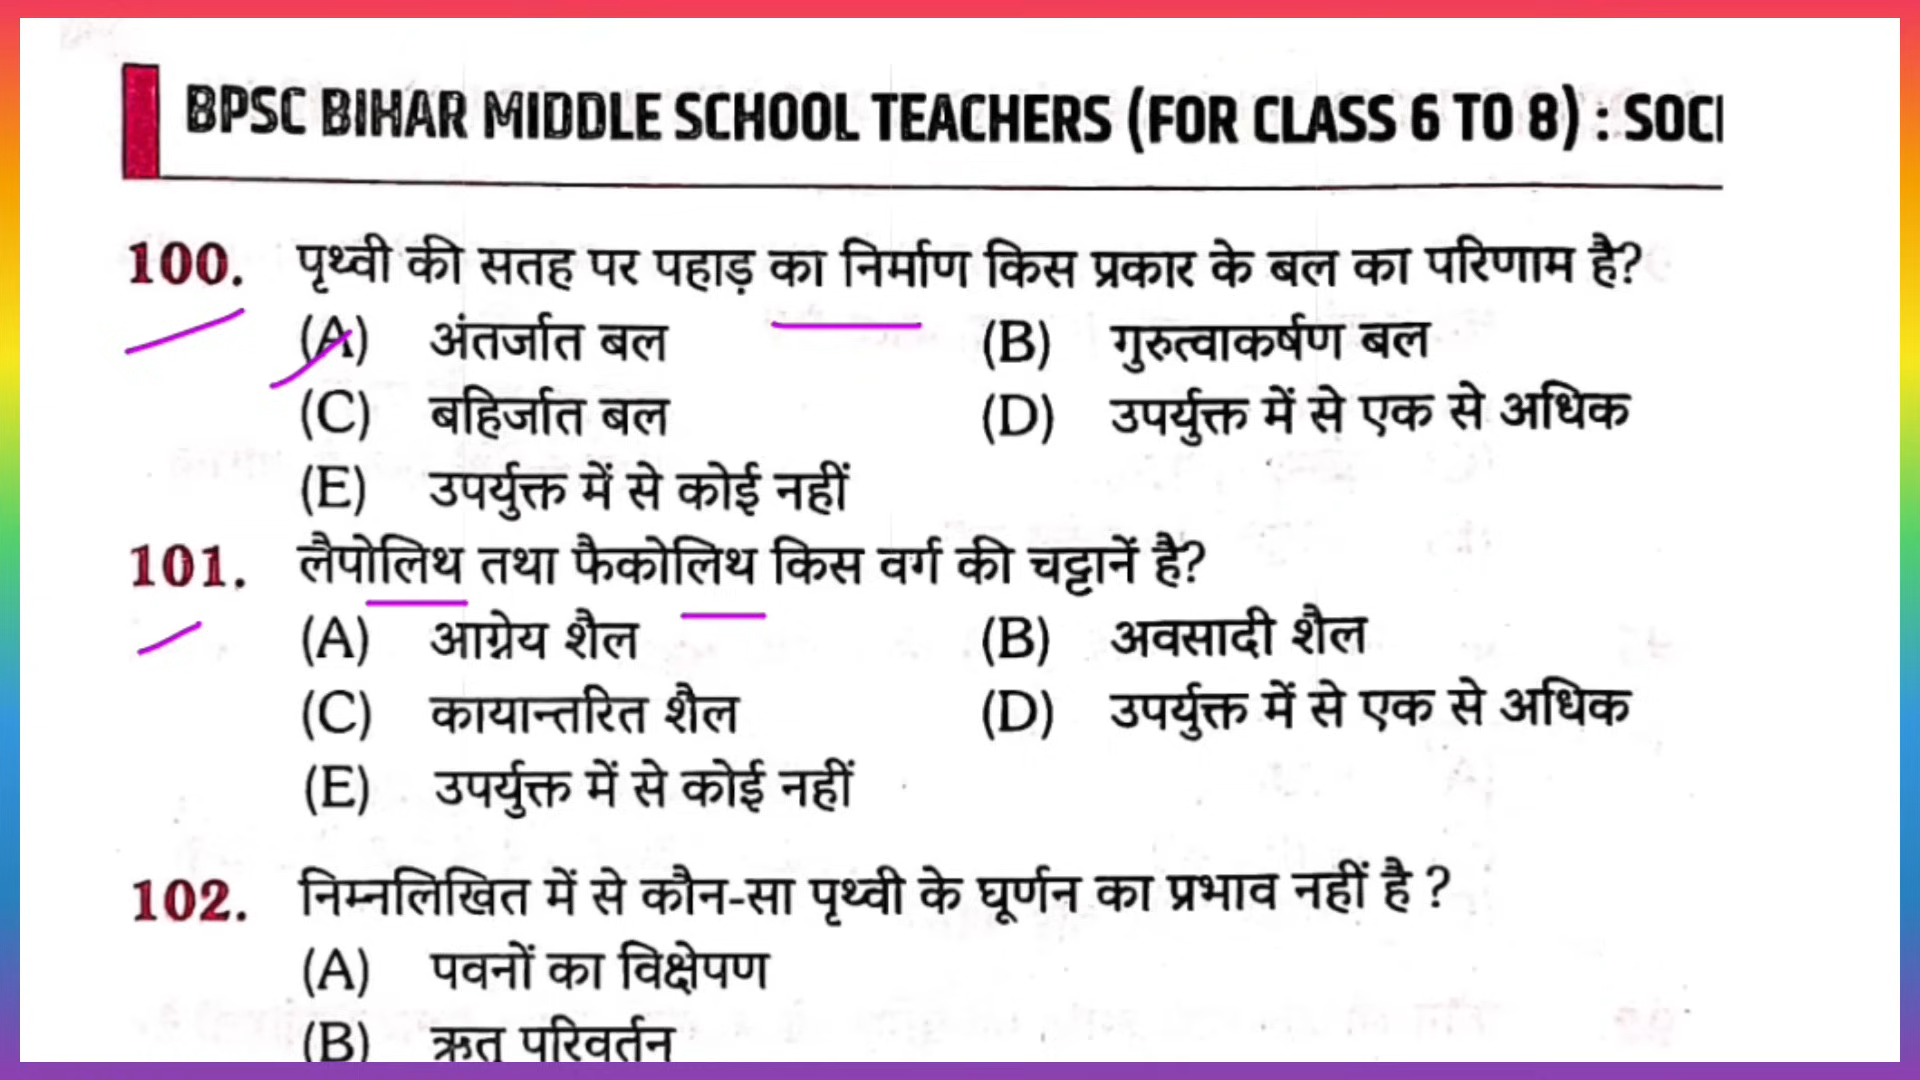 BPSC BIHAR MIDDLE SCHOOL TEACHERS (FOR CLASS 6 TO 8) : SOCI
100. पृथ्वी की सतह पर पहाड़ का निर्माण किस प्रकार के बल का परिणाम है?
(A) अंतर्जात बल (B) गुरुत्वाकर्षण बल
(C) बहिर्जात बल (D) उपर्युक्त में से एक से अधिक
(E) उपर्युक्त में से कोई नहीं
101. लैपोलिथ तथा फैकोलिथ किस वर्ग की चट्टानें है?
(A) आग्नेय शैल (B) अवसादी शैल
(C) कायान्तरित शैल (D) उपर्युक्त में से एक से अधिक
(E) उपर्युक्त में से कोई नहीं
102. निम्नलिखित में से कौन-सा पृथ्वी के घूर्णन का प्रभाव नहीं है ?
(A) पवनों का विक्षेपण
(B) ऋतु परिवर्तन